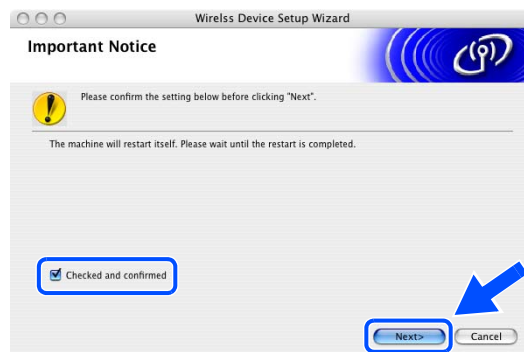 Wirelss Device Setup Wizard
Important Notice
Please confirm the setting below before clicking "Next".
The machine will restart itself. Please wait until the restart is completed.
Checked and confirmed
Next>
Cancel